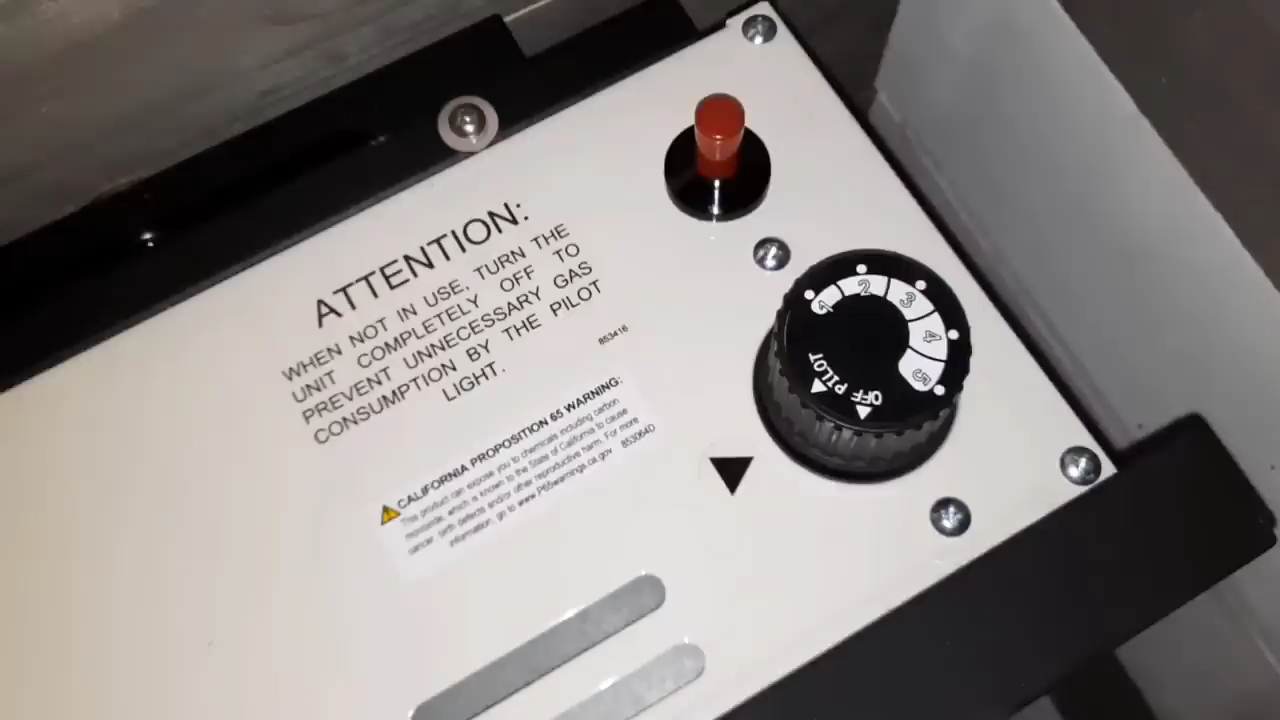 ATTENTION:
WHEN NOT IN USE, TURN THE
UNIT COMPLETELY OFF TO
PREVENT UNNECESSARY GAS
CONSUMPTION BY THE PILOT
LIGHT.
853416
CALIFORNIA PROPOSITION 65 WARNING:
This product can expose you to chemicals including carbon
monoxide, which is known to the State of California to cause
cancer, birth defects and/or other reproductive harm. For more
information, go to www.P65warnings.ca.gov 853064D
1 2 3 4 5
PILOT
OFF